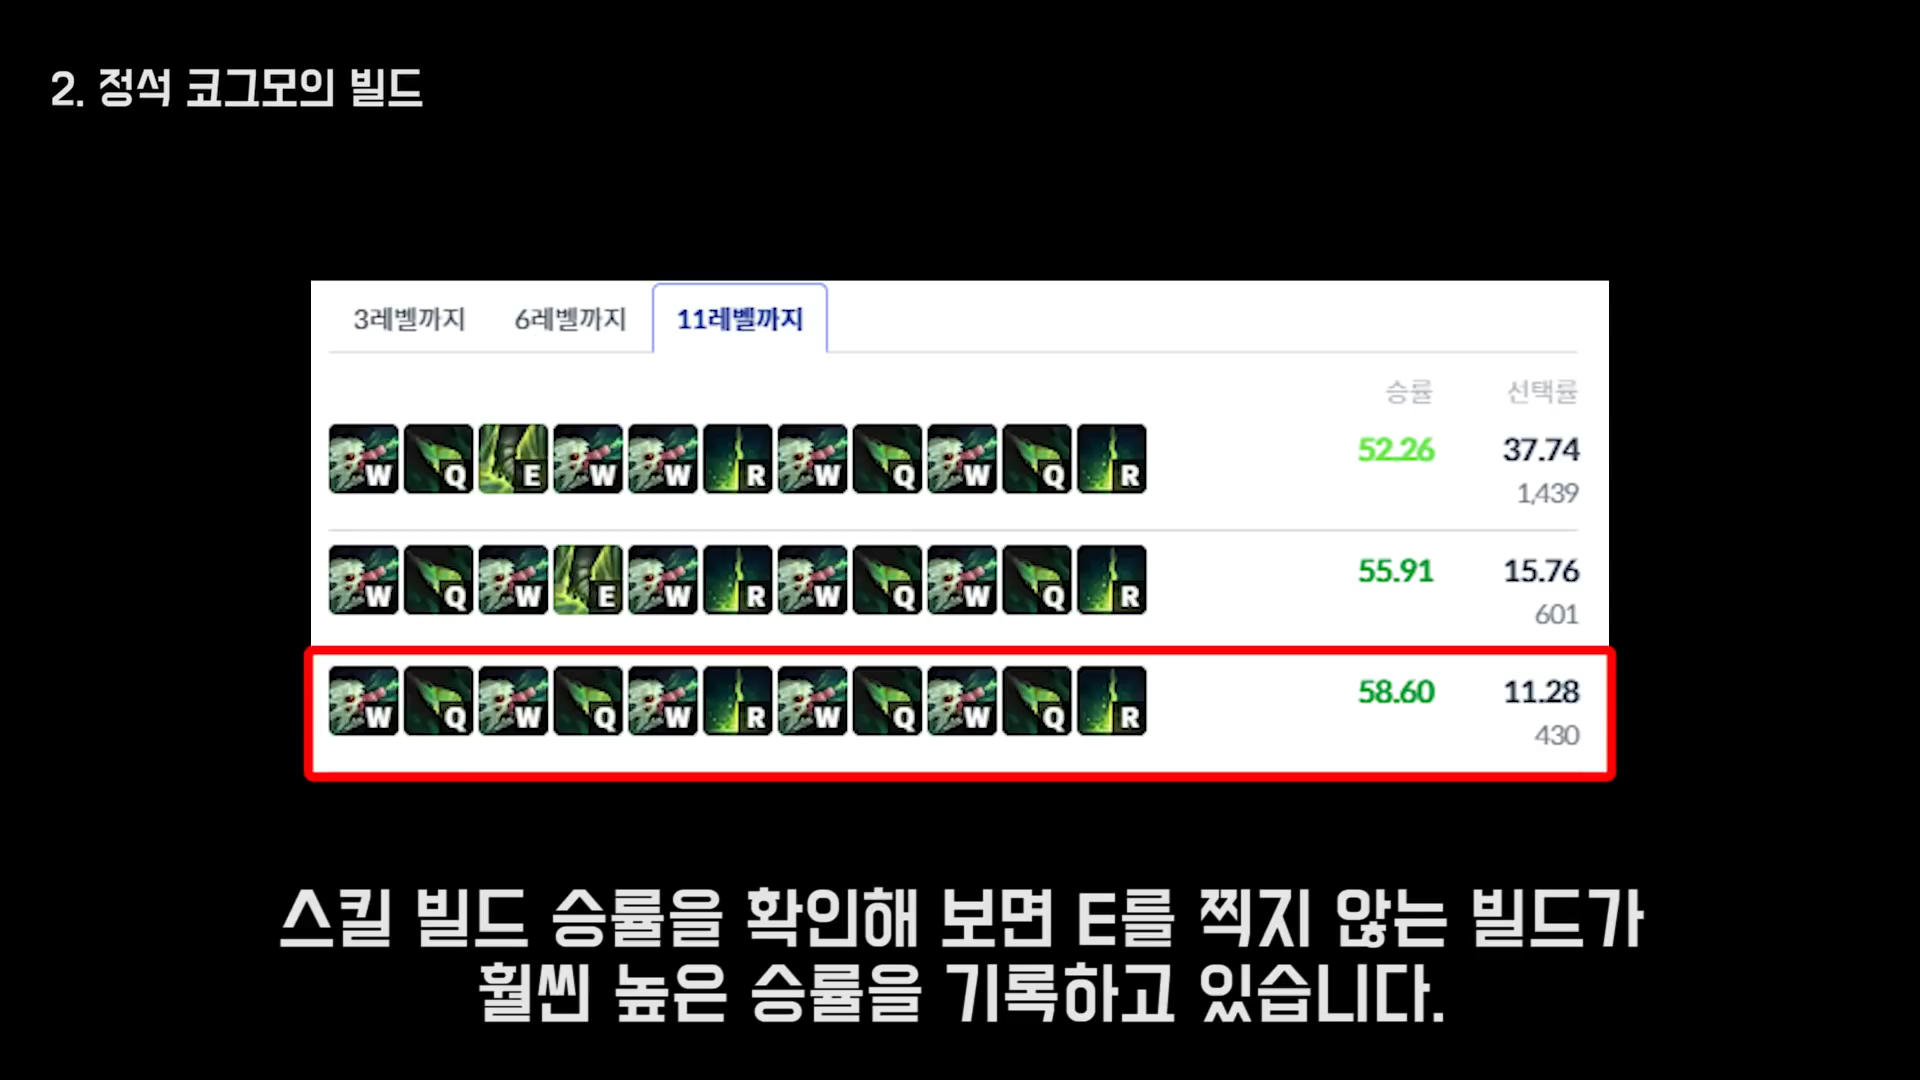 2. 정석 코그모의 빌드
3레벨까지 6레벨까지 11레벨까지
승률 선택률
W Q E W W R W Q W Q R 52.26 37.74
1,439
W Q W E W R W Q W Q R 55.91 15.76
601
W Q W Q W R W Q W Q R 58.60 11.28
430
스킬 빌드 승률을 확인해 보면 E를 찍지 않는 빌드가
훨씬 높은 승률을 기록하고 있습니다.